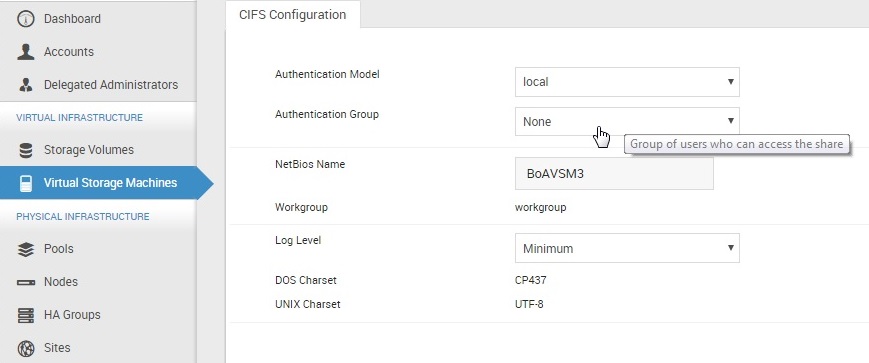 Dashboard
Accounts
Delegated Administrators
VIRTUAL INFRASTRUCTURE
Storage Volumes
Virtual Storage Machines
PHYSICAL INFRASTRUCTURE
Pools
Nodes
HA Groups
Sites
CIFS Configuration
Authentication Model
local
Authentication Group
None
Group of users who can access the share
NetBios Name
BoAVSM3
Workgroup
workgroup
Log Level
Minimum
DOS Charset
CP437
UNIX Charset
UTF-8